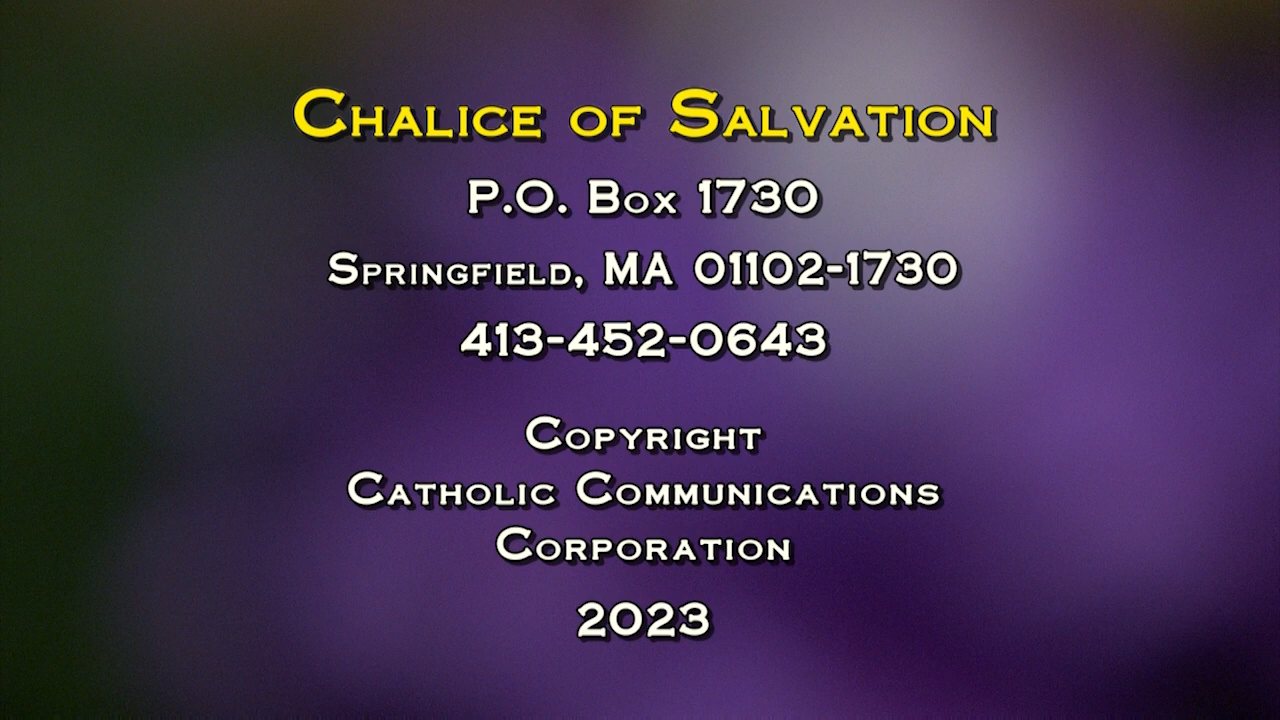 Chalice of Salvation
P.O. Box 1730
Springfield, MA 01102-1730
413-452-0643
Copyright
Catholic Communications
Corporation
2023